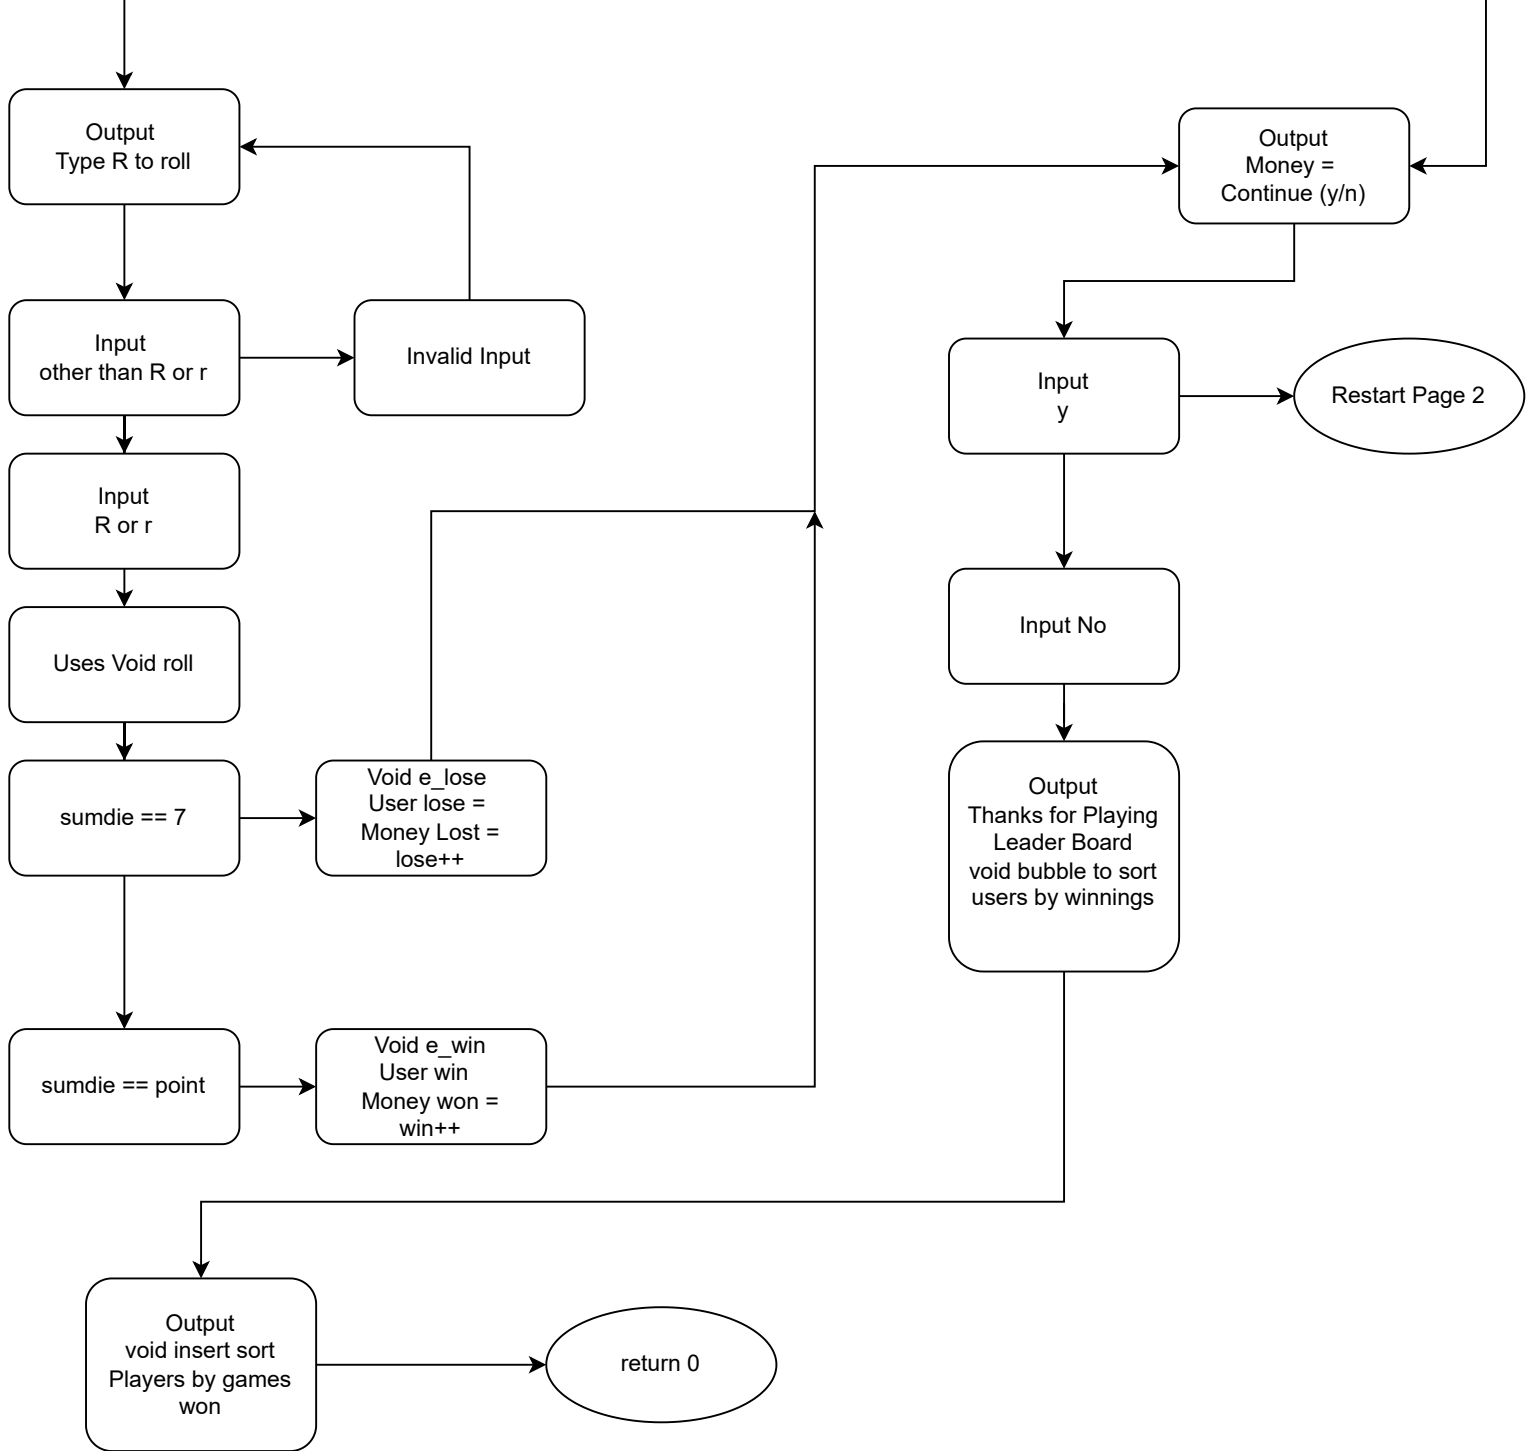 Output
Type R to roll
Input
other than R or r
Invalid Input
Input
R or r
Uses Void roll
sumdie == 7
Void e_lose
User lose =
Money Lost =
lose++
sumdie == point
Void e_win
User win
Money won =
win++
Output
Money =
Continue (y/n)
Input
y
Restart Page 2
Input No
Output
Thanks for Playing
Leader Board
void bubble to sort
users by winnings
Output
void insert sort
Players by games
won
return 0